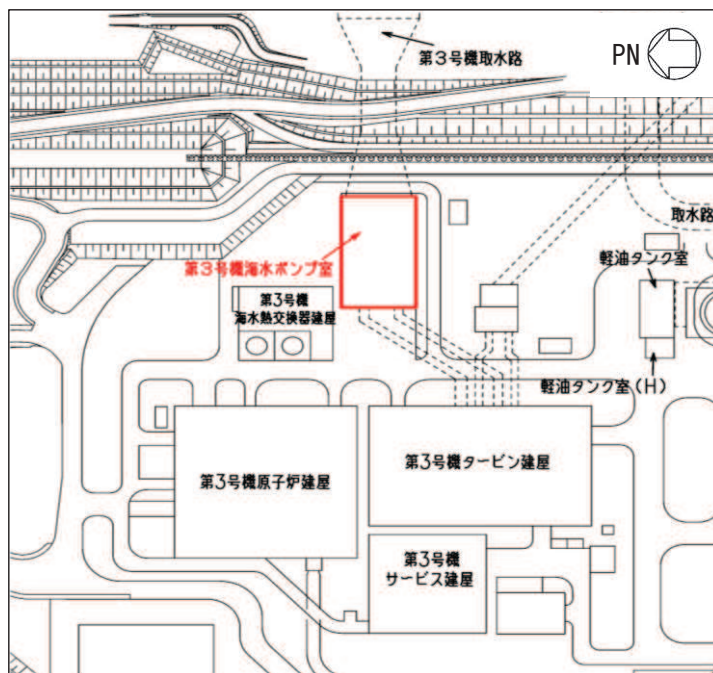 第3号機取水路
PN
取水路
第3号機海水ポンプ室
軽油タンク室
第3号機
海水熱交換器建屋
軽油タンク室(H)
第3号機原子炉建屋
第3号機タービン建屋
第3号機
サービス建屋